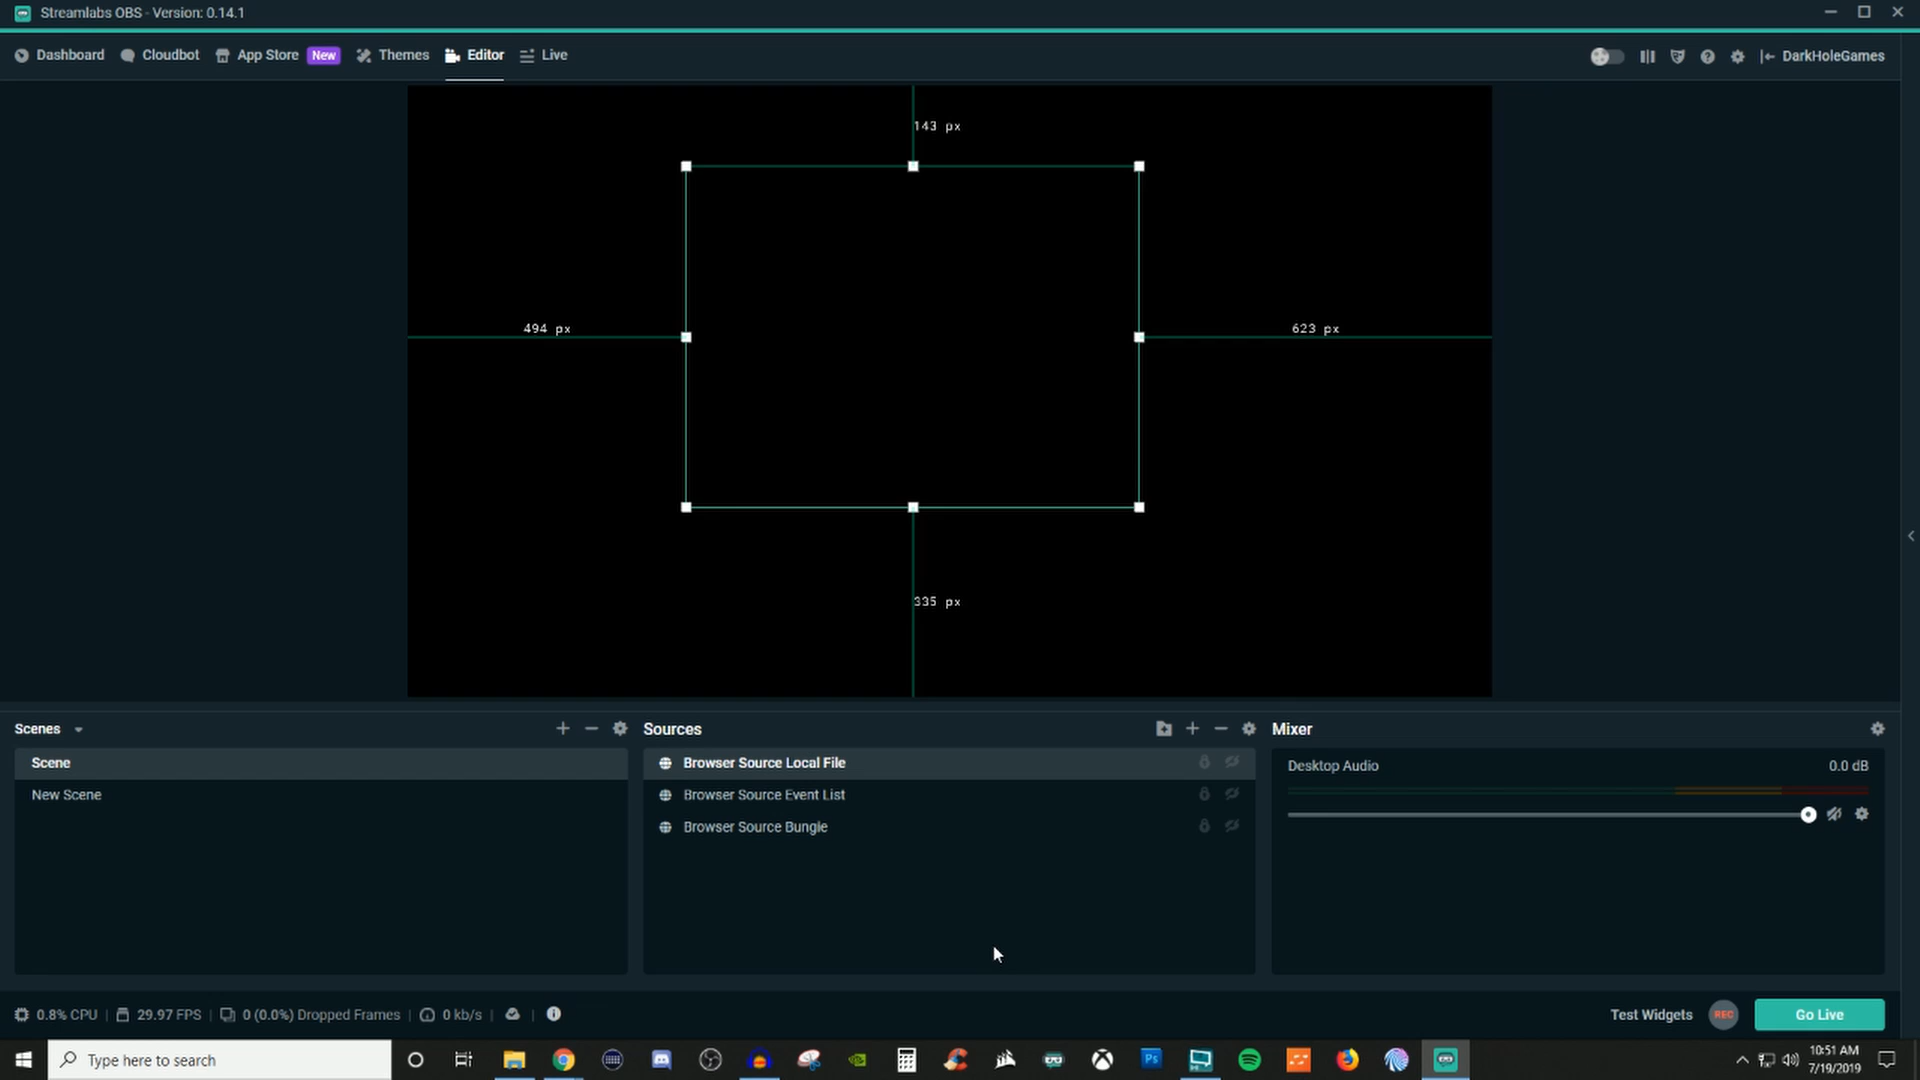 Streamlabs OBS - Version: 0.14.1
Dashboard Cloudbot App Store New Themes Editor Live DarkHoleGames
143 px
494 px 623 px
335 px
Scenes
Scene
New Scene
Sources
Browser Source Local File
Browser Source Event List
Browser Source Bungle
Mixer
Desktop Audio 0.0 dB
0.8% CPU | 29.97 FPS | 0 (0.0%) Dropped Frames | 0 kb/s | |
Test Widgets REC Go Live
Type here to search
Ps
10:51 AM
7/19/2019